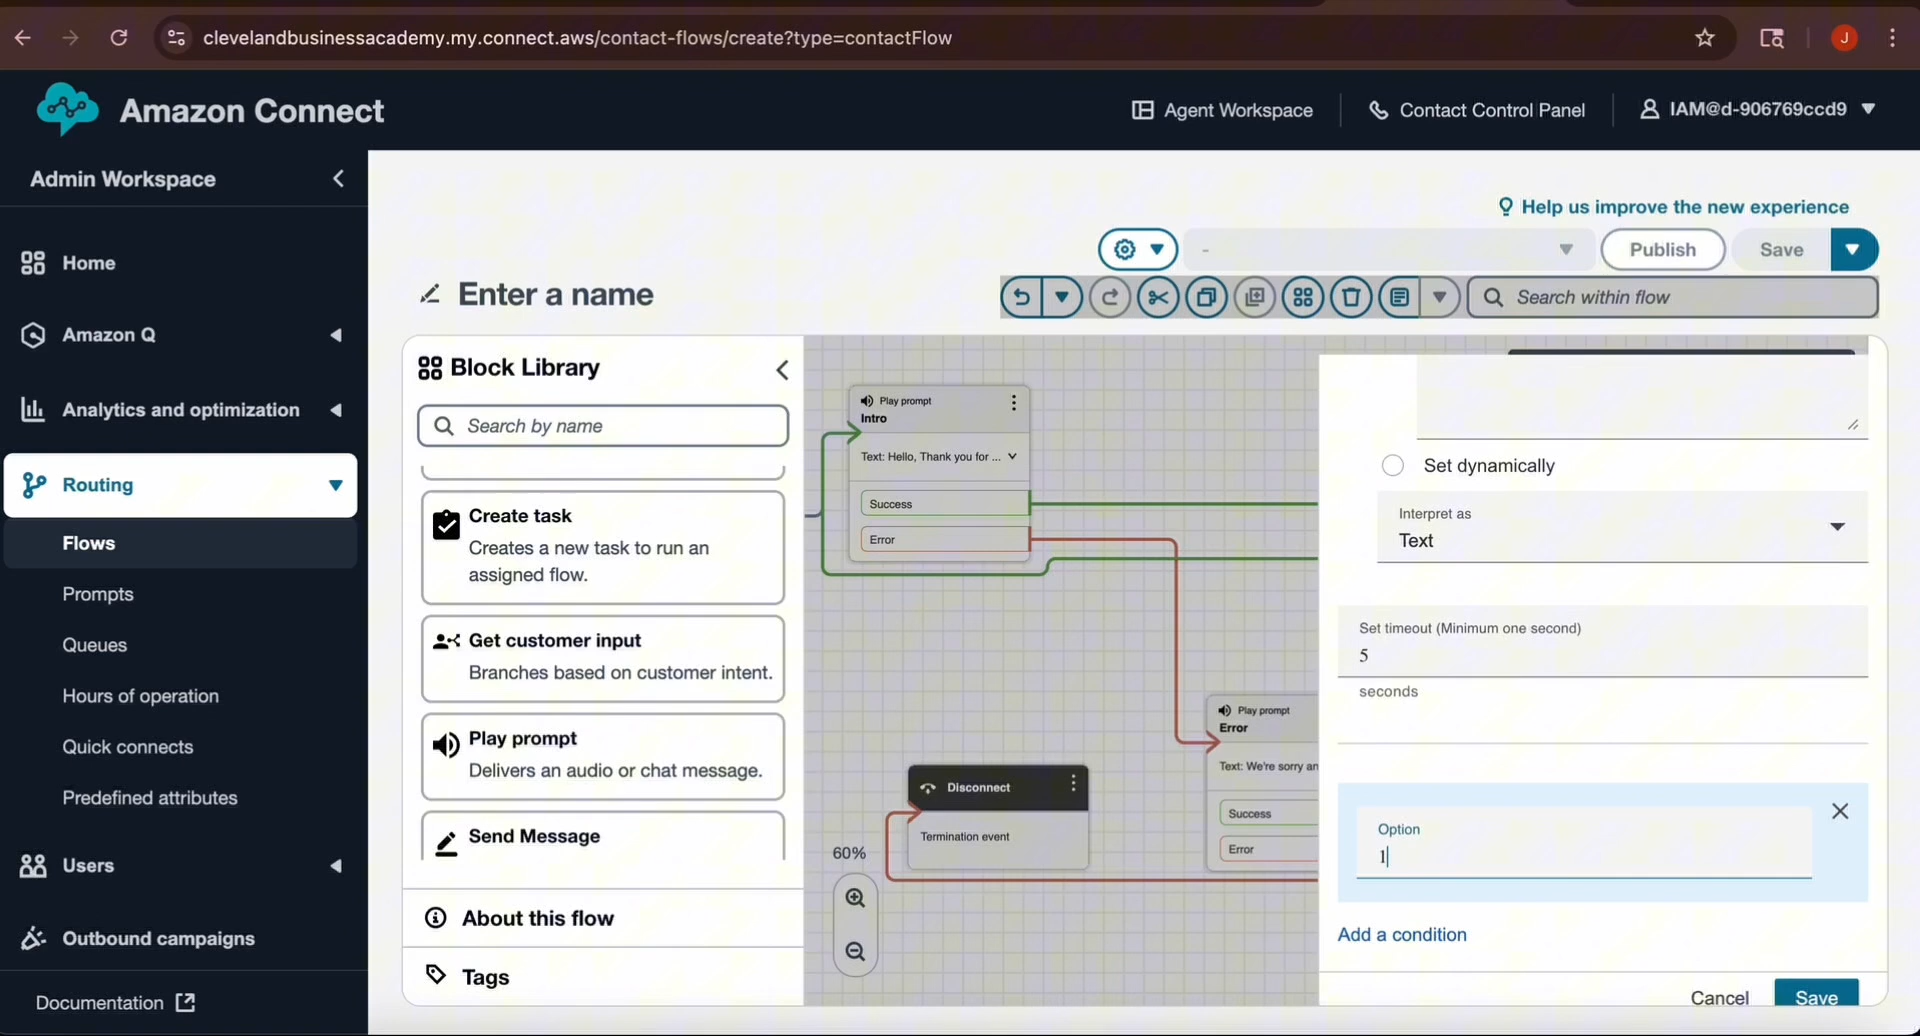 clevelandbusinessacademy.my.connect.aws/contact-flows/create?type=contactFlow
J
Amazon Connect
Agent Workspace
Contact Control Panel
IAM@d-906769ccd9
Admin Workspace
Home
Amazon Q
Analytics and optimization
Routing
Flows
Prompts
Queues
Hours of operation
Quick connects
Predefined attributes
Users
Outbound campaigns
Documentation
Help us improve the new experience
-
Publish
Save
Enter a name
Search within flow
Block Library
Search by name
Create task
Creates a new task to run an
assigned flow.
Get customer input
Branches based on customer intent.
Play prompt
Delivers an audio or chat message.
Send Message
About this flow
Tags
Play prompt
Intro
Text: Hello, Thank you for ...
Success
Error
Disconnect
Termination event
60%
Play prompt
Error
Text: We're sorry an
Success
Error
Set dynamically
Interpret as
Text
Set timeout (Minimum one second)
5
seconds
Option
1
Add a condition
Cancel
Save